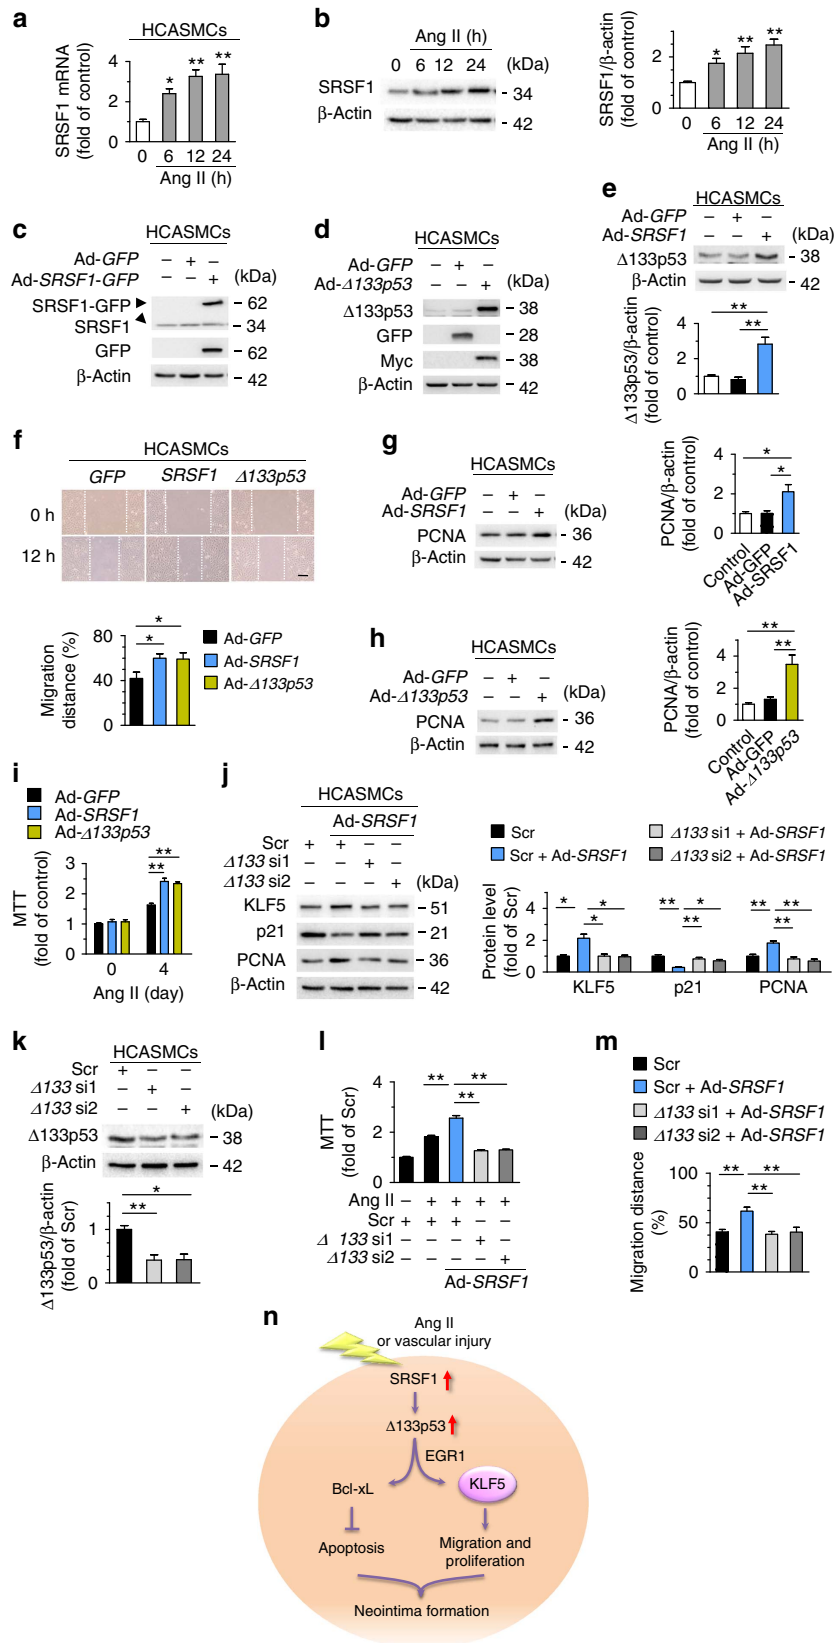 a
HCASMCs
SRSF1 mRNA
(fold of control)
4
2
0
*
**
**
0 6 12 24
Ang II (h)
b
Ang II (h)
0 6 12 24 (kDa)
SRSF1 - 34
β-Actin - 42
SRSF1/β-actin
(fold of control)
3
2
1
0
*
**
**
0 6 12 24
Ang II (h)
c
HCASMCs
Ad-GFP – + –
Ad-SRSF1-GFP – – + (kDa)
SRSF1-GFP – 62
SRSF1 – 34
GFP – 62
β-Actin – 42
d
HCASMCs
Ad-GFP – + –
Ad-Δ133p53 – – + (kDa)
Δ133p53 – 38
GFP – 28
Myc – 38
β-Actin – 42
e
HCASMCs
Ad-GFP – + –
Ad-SRSF1 – – + (kDa)
Δ133p53 - 38
β-Actin - 42
Δ133p53/β-actin
(fold of control)
4
2
0
**
**
f
HCASMCs
GFP SRSF1 Δ133p53
0 h
12 h
Migration
distance (%)
80
40
0
*
*
Ad-GFP
Ad-SRSF1
Ad-Δ133p53
g
HCASMCs
Ad-GFP – + –
Ad-SRSF1 – – + (kDa)
PCNA - 36
β-Actin - 42
PCNA/β-actin
(fold of control)
4
2
0
*
*
Control
Ad-GFP
Ad-SRSF1
h
HCASMCs
Ad-GFP – + –
Ad-Δ133p53 – – + (kDa)
PCNA - 36
β-Actin - 42
PCNA/β-actin
(fold of control)
4
2
0
**
**
Control
Ad-GFP
Ad-Δ133p53
i
Ad-GFP
Ad-SRSF1
Ad-Δ133p53
MTT
(fold of control)
3
2
1
0
**
**
0 4
Ang II (day)
j
HCASMCs
Ad-SRSF1
Scr + + – –
Δ133 si1 – – + –
Δ133 si2 – – – + (kDa)
KLF5 – 51
p21 – 21
PCNA – 36
β-Actin – 42
Scr
Scr + Ad-SRSF1
Δ133 si1 + Ad-SRSF1
Δ133 si2 + Ad-SRSF1
Protein level
(fold of Scr)
4
2
0
* * *
** * **
** ** **
KLF5 p21 PCNA
k
HCASMCs
Scr + – –
Δ133 si1 – + –
Δ133 si2 – – + (kDa)
Δ133p53 – 38
β-Actin – 42
Δ133p53/β-actin
(fold of Scr)
1
0
*
**
l
MTT
(fold of Scr)
4
2
0
** **
**
Ang II – + + + +
Scr + + + – –
Δ 133 si1 – – – + –
Δ133 si2 – – – – +
Ad-SRSF1
m
Scr
Scr + Ad-SRSF1
Δ133 si1 + Ad-SRSF1
Δ133 si2 + Ad-SRSF1
Migration distance
(%)
100
50
0
** **
**
n
Ang II
or vascular injury
SRSF1
Δ133p53
EGR1
Bcl-xL
KLF5
Apoptosis
Migration and
proliferation
Neointima formation